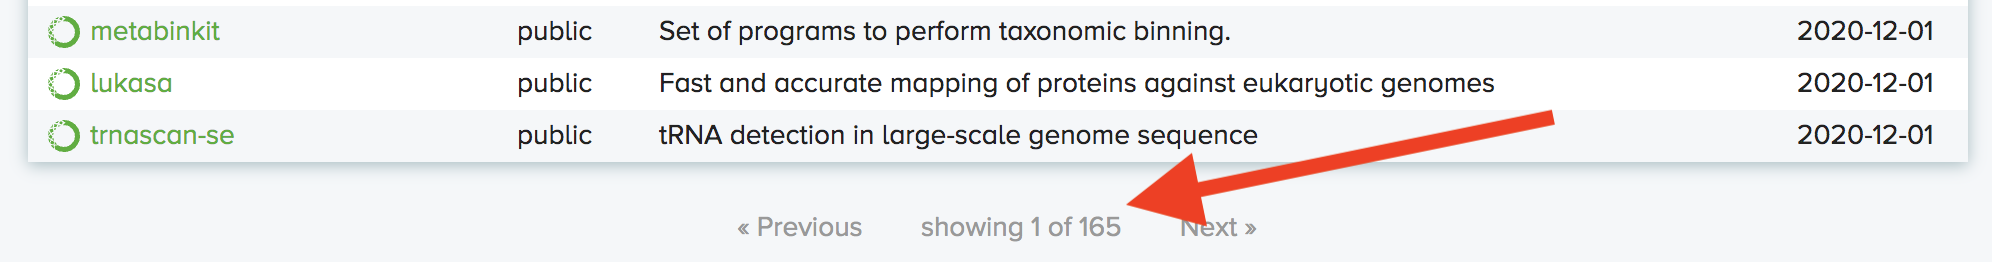 metabinkit public Set of programs to perform taxonomic binning. 2020-12-01
lukasa public Fast and accurate mapping of proteins against eukaryotic genomes 2020-12-01
trnascan-se public tRNA detection in large-scale genome sequence 2020-12-01
« Previous showing 1 of 165 Next »